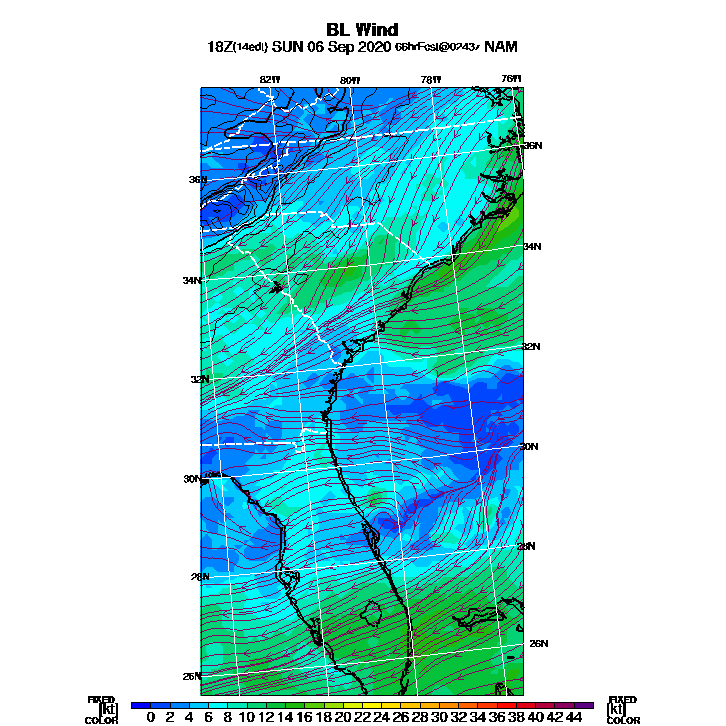 BL Wind
18Z(14edt) SUN 06 Sep 2020 66hrFcst@0243z NAM
82W 80W 78W 76W
36N
36N
34N
34N
32N
32N
30N
30N
28N
28N
26N
26N
FIXED FIXED
[kt] 0 2 4 6 8 10 12 14 16 18 20 22 24 26 28 30 32 34 36 38 40 42 44 [kt]
COLOR COLOR